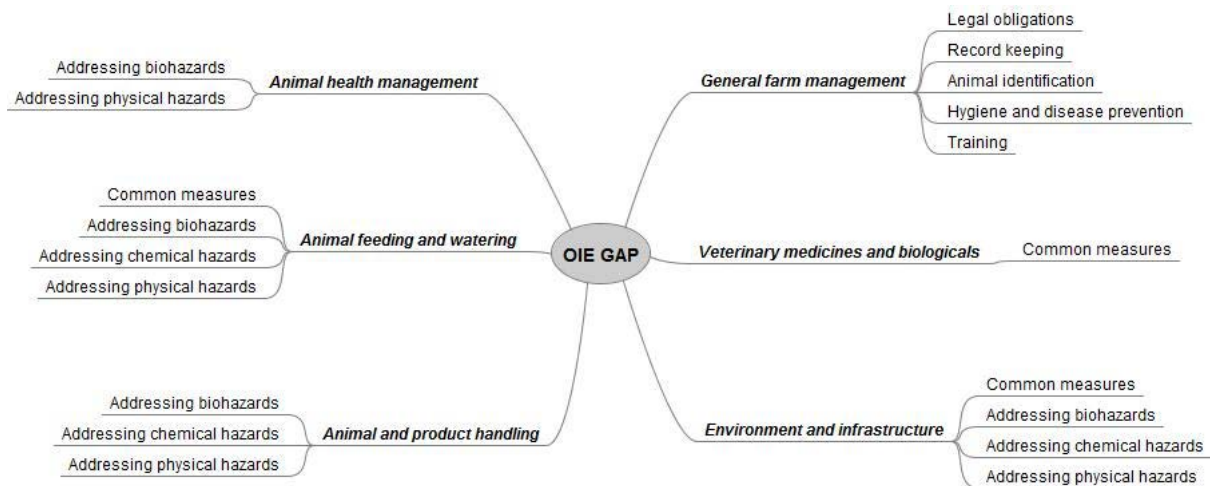 OIE GAP
General farm management
Legal obligations
Record keeping
Animal identification
Hygiene and disease prevention
Training
Veterinary medicines and biologicals
Common measures
Environment and infrastructure
Common measures
Addressing biohazards
Addressing chemical hazards
Addressing physical hazards
Animal health management
Addressing biohazards
Addressing physical hazards
Animal feeding and watering
Common measures
Addressing biohazards
Addressing chemical hazards
Addressing physical hazards
Animal and product handling
Addressing biohazards
Addressing chemical hazards
Addressing physical hazards